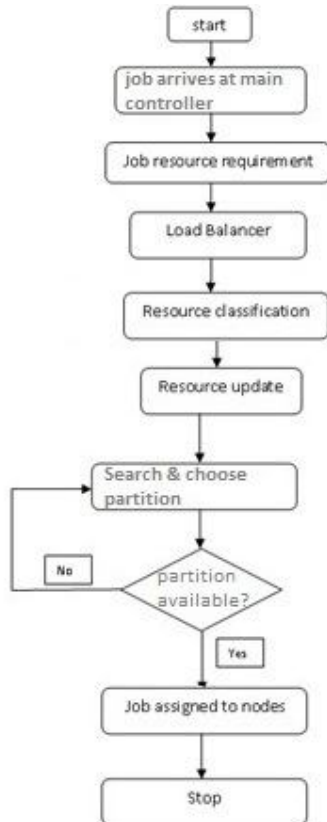 start
job arrives at main
controller
Job resource requirement
Load Balancer
Resource classification
Resource update
Search & choose
partition
No
partition
available?
Yes
Job assigned to nodes
Stop